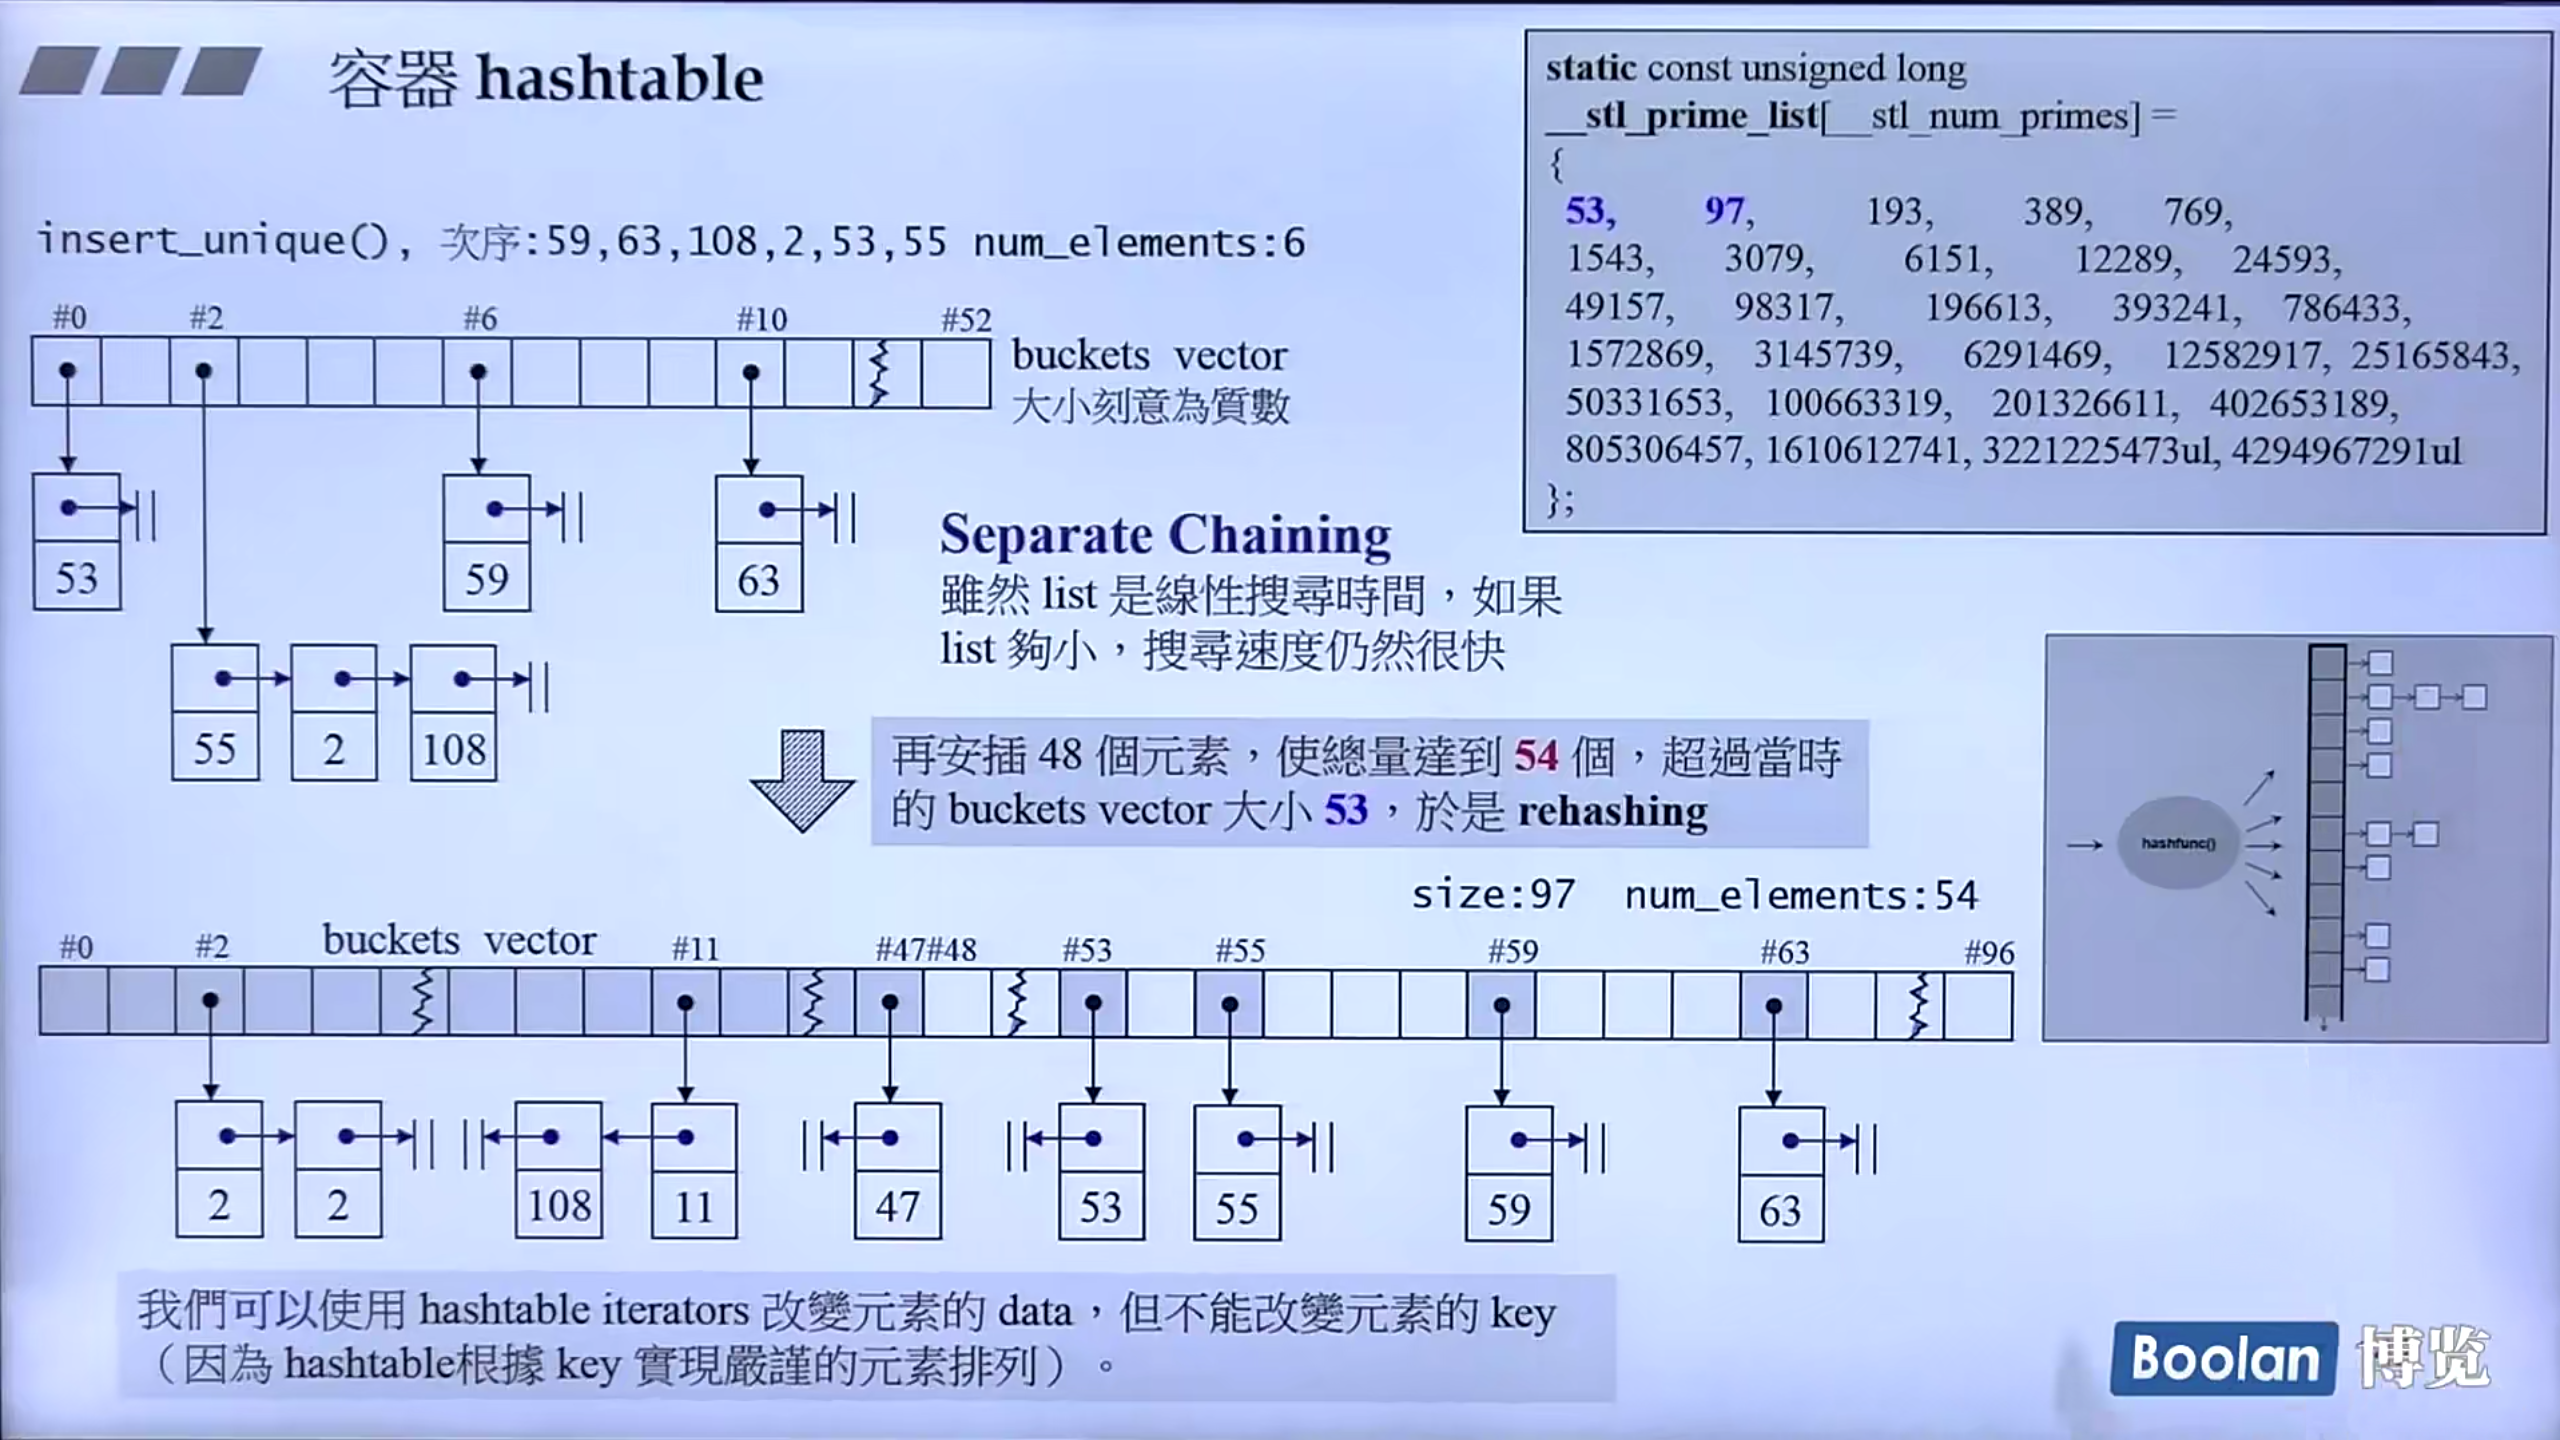 容器 hashtable
static const unsigned long
__stl_prime_list[__stl_num_primes] =
{
53, 97, 193, 389, 769,
1543, 3079, 6151, 12289, 24593,
49157, 98317, 196613, 393241, 786433,
1572869, 3145739, 6291469, 12582917, 25165843,
50331653, 100663319, 201326611, 402653189,
805306457, 1610612741, 3221225473ul, 4294967291ul
};
insert_unique(), 次序:59,63,108,2,53,55 num_elements:6
#0 #2 #6 #10 #52
buckets vector
大小刻意為質數
53 59 63
55 2 108
Separate Chaining
雖然 list 是線性搜尋時間，如果
list 夠小，搜尋速度仍然很快
再安插 48 個元素，使總量達到 54 個，超過當時
的 buckets vector 大小 53，於是 rehashing
hashfunc()
size:97 num_elements:54
#0 #2 buckets vector #11 #47#48 #53 #55 #59 #63 #96
2 2 108 11 47 53 55 59 63
我們可以使用 hashtable iterators 改變元素的 data，但不能改變元素的 key
（因為 hashtable根據 key 實現嚴謹的元素排列）。
Boolan 博览